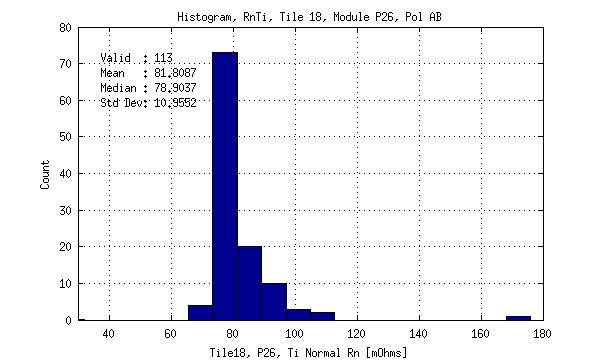 Histogram, RnTi, Tile 18, Module P26, Pol AB
80
70
60
50
40
30
20
10
0
Count
Valid : 113
Mean : 81.8087
Median : 78.9037
Std Dev: 10.9552
40 60 80 100 120 140 160 180
Tile18, P26, Ti Normal Rn [mOhms]